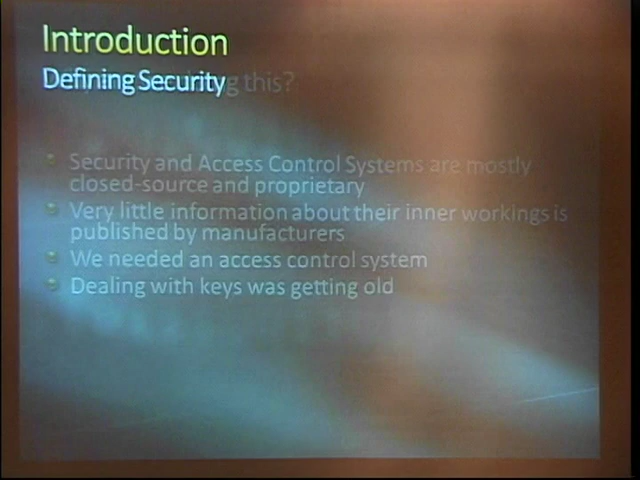 Introduction
Defining Security
g this?
Security and Access Control Systems are mostly
closed-source and proprietary
Very little information about their inner workings is
published by manufacturers
We needed an access control system
Dealing with keys was getting old